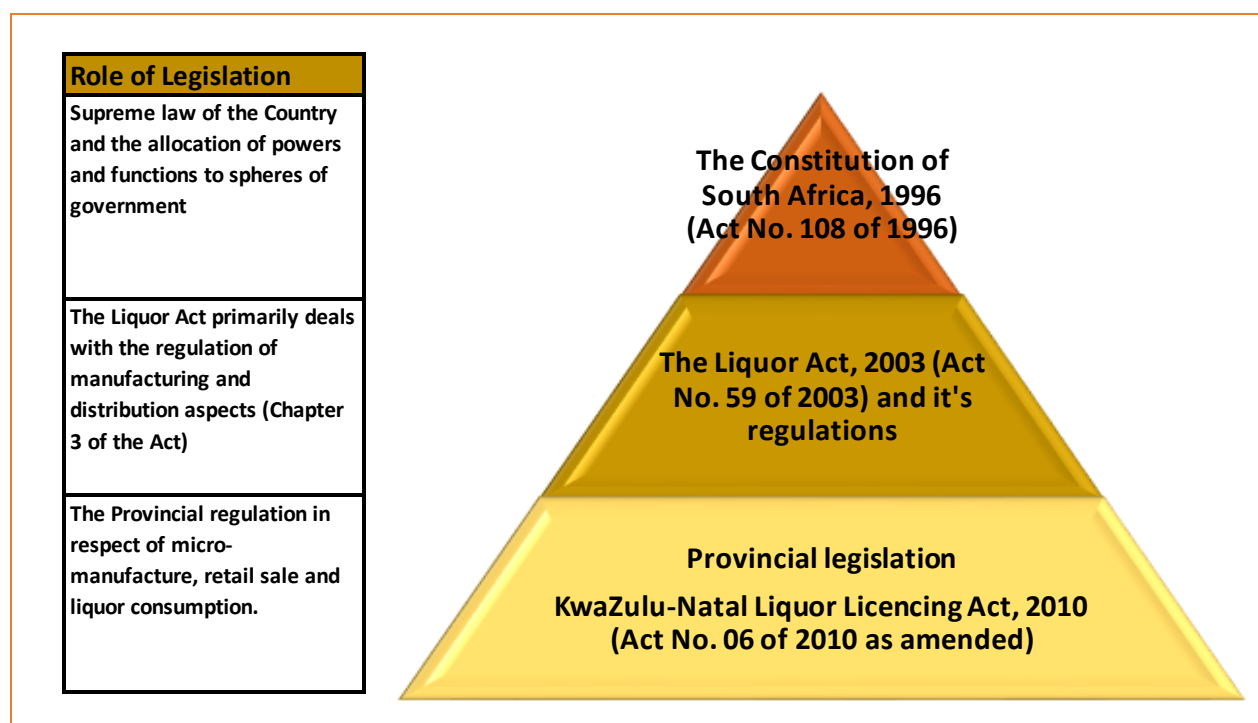 Role of Legislation
Supreme law of the Country
and the allocation of powers
and functions to spheres of
government
The Liquor Act primarily deals
with the regulation of
manufacturing and
distribution aspects (Chapter
3 of the Act)
The Provincial regulation in
respect of micro-
manufacture, retail sale and
liquor consumption.
The Constitution of
South Africa, 1996
(Act No. 108 of 1996)
The Liquor Act, 2003 (Act
No. 59 of 2003) and it's
regulations
Provincial legislation
KwaZulu-Natal Liquor Licencing Act, 2010
(Act No. 06 of 2010 as amended)